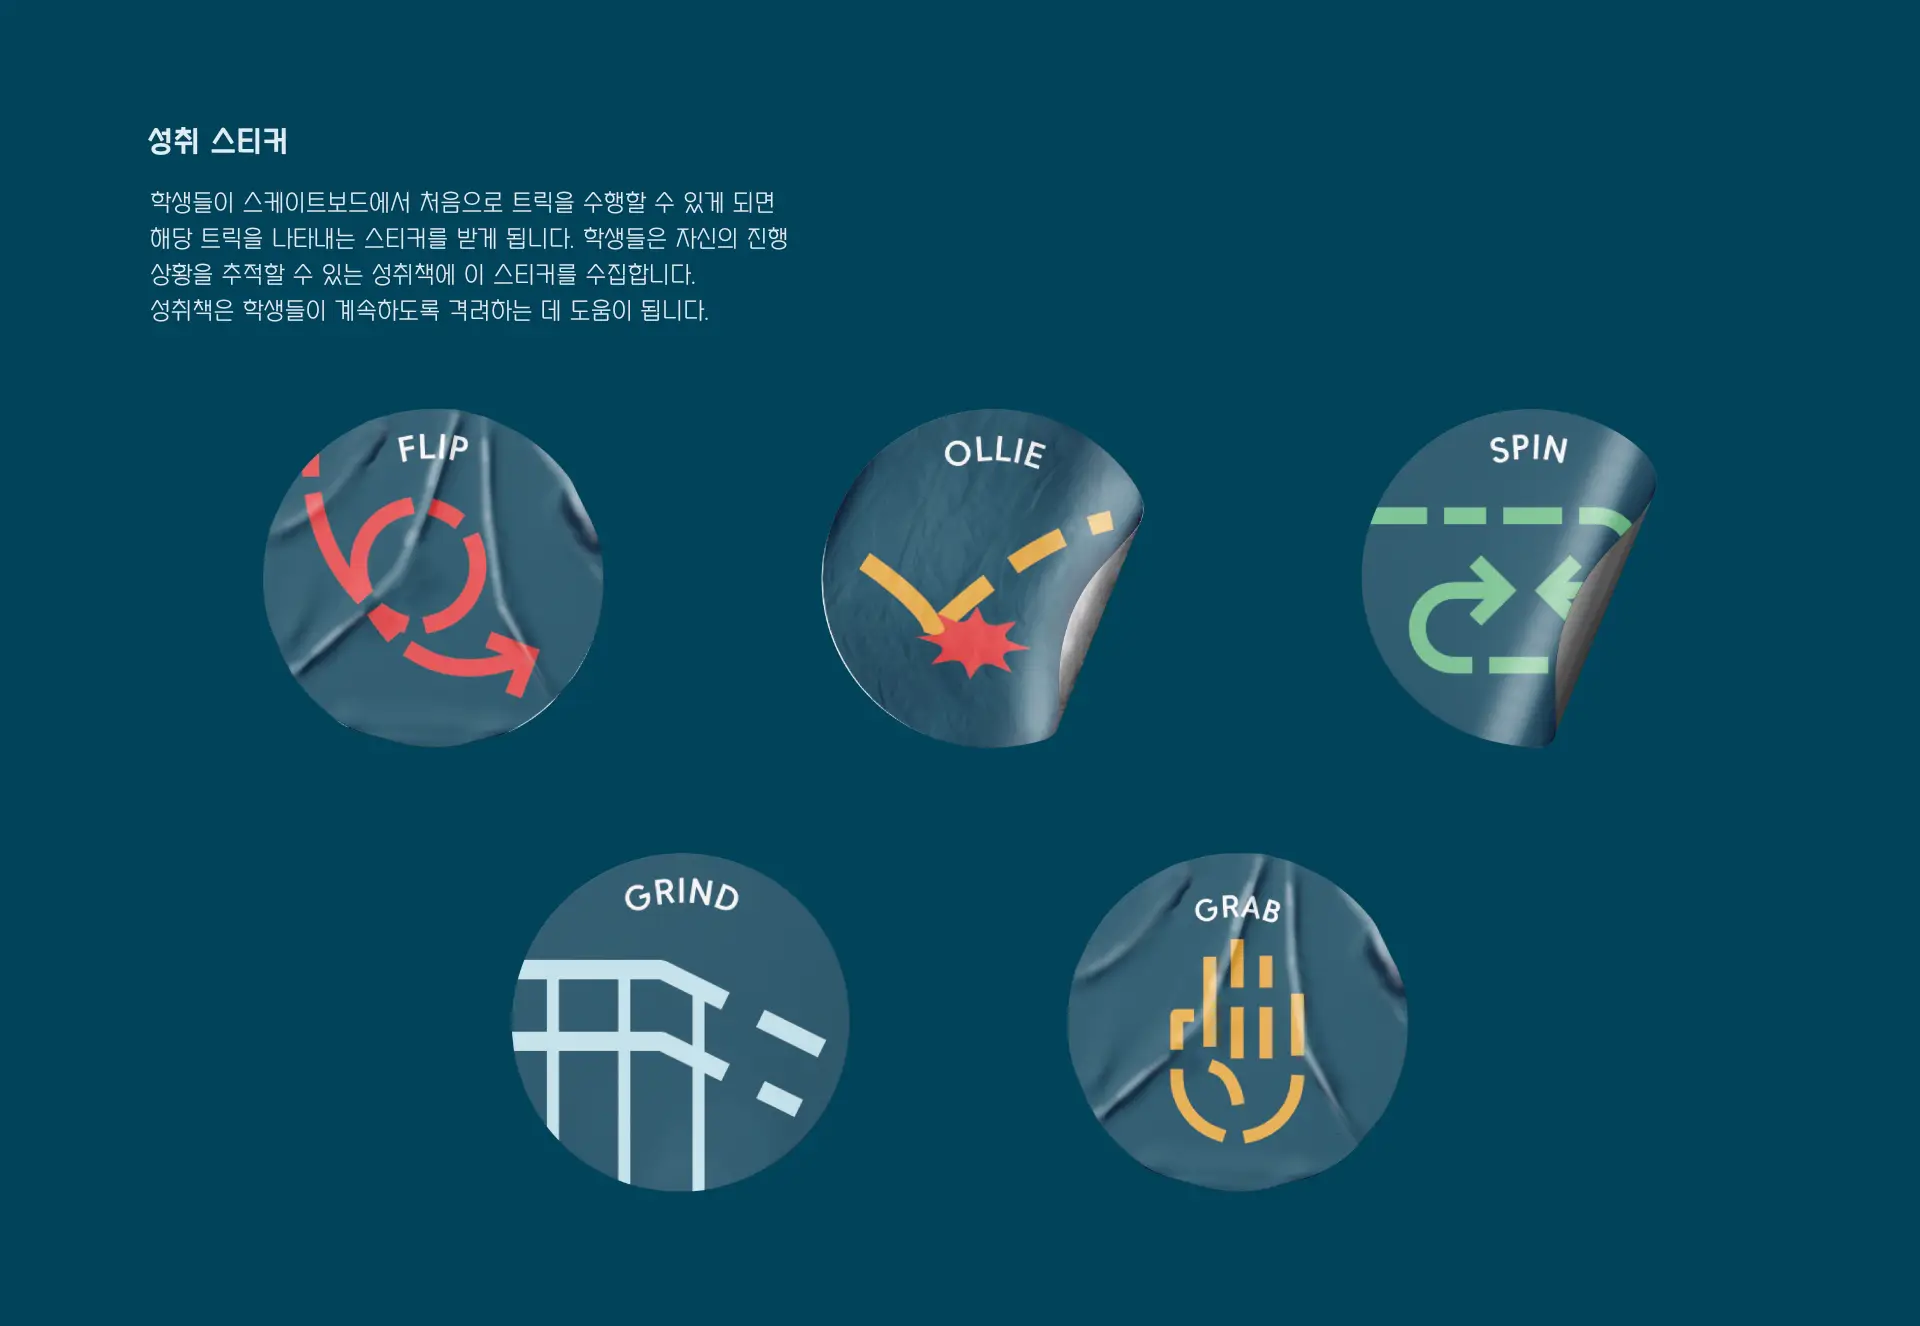 성취 스티커
학생들이 스케이트보드에서 처음으로 트릭을 수행할 수 있게 되면
해당 트릭을 나타내는 스티커를 받게 됩니다. 학생들은 자신의 진행
상황을 추적할 수 있는 성취책에 이 스티커를 수집합니다.
성취책은 학생들이 계속하도록 격려하는 데 도움이 됩니다.
FLIP
OLLIE
SPIN
GRIND
GRAB